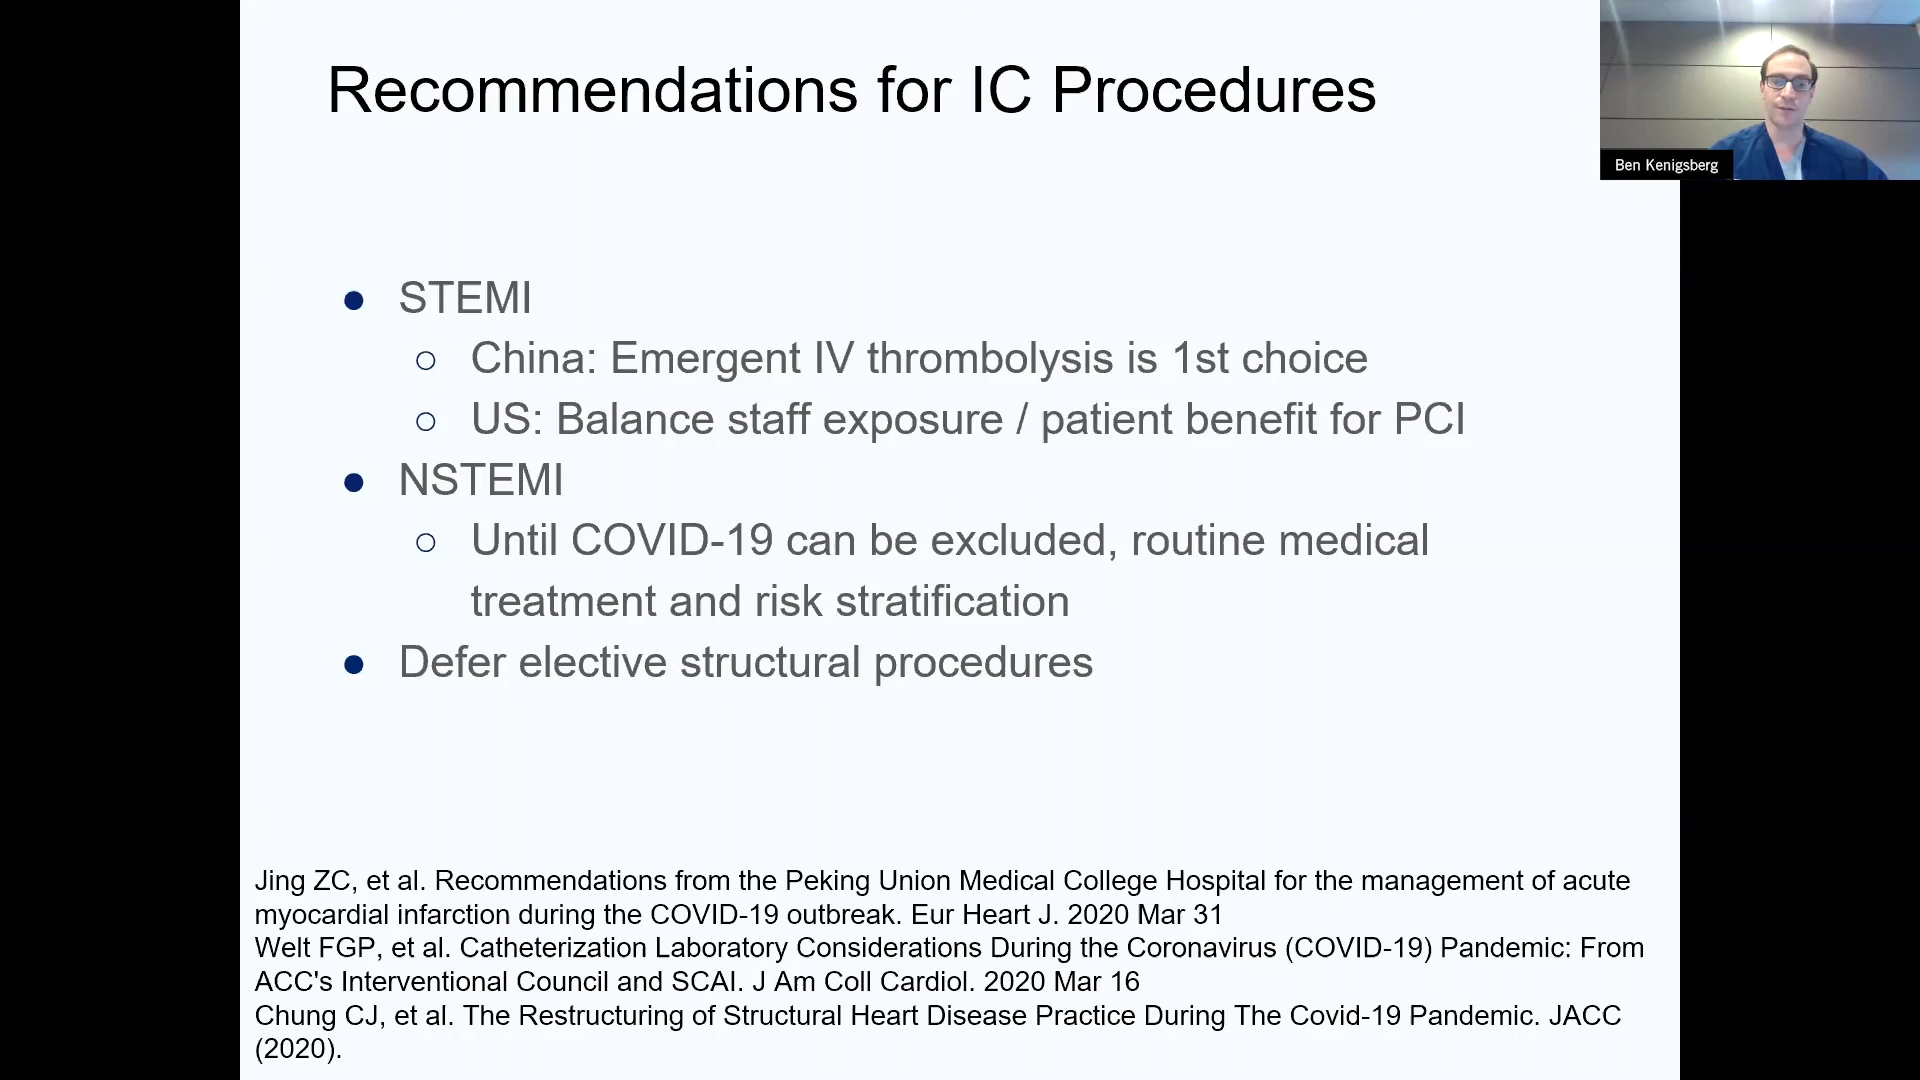 Recommendations for IC Procedures
Ben Kenigsberg
● STEMI
○ China: Emergent IV thrombolysis is 1st choice
○ US: Balance staff exposure / patient benefit for PCI
● NSTEMI
○ Until COVID-19 can be excluded, routine medical
treatment and risk stratification
● Defer elective structural procedures
Jing ZC, et al. Recommendations from the Peking Union Medical College Hospital for the management of acute
myocardial infarction during the COVID-19 outbreak. Eur Heart J. 2020 Mar 31
Welt FGP, et al. Catheterization Laboratory Considerations During the Coronavirus (COVID-19) Pandemic: From
ACC's Interventional Council and SCAI. J Am Coll Cardiol. 2020 Mar 16
Chung CJ, et al. The Restructuring of Structural Heart Disease Practice During The Covid-19 Pandemic. JACC
(2020).